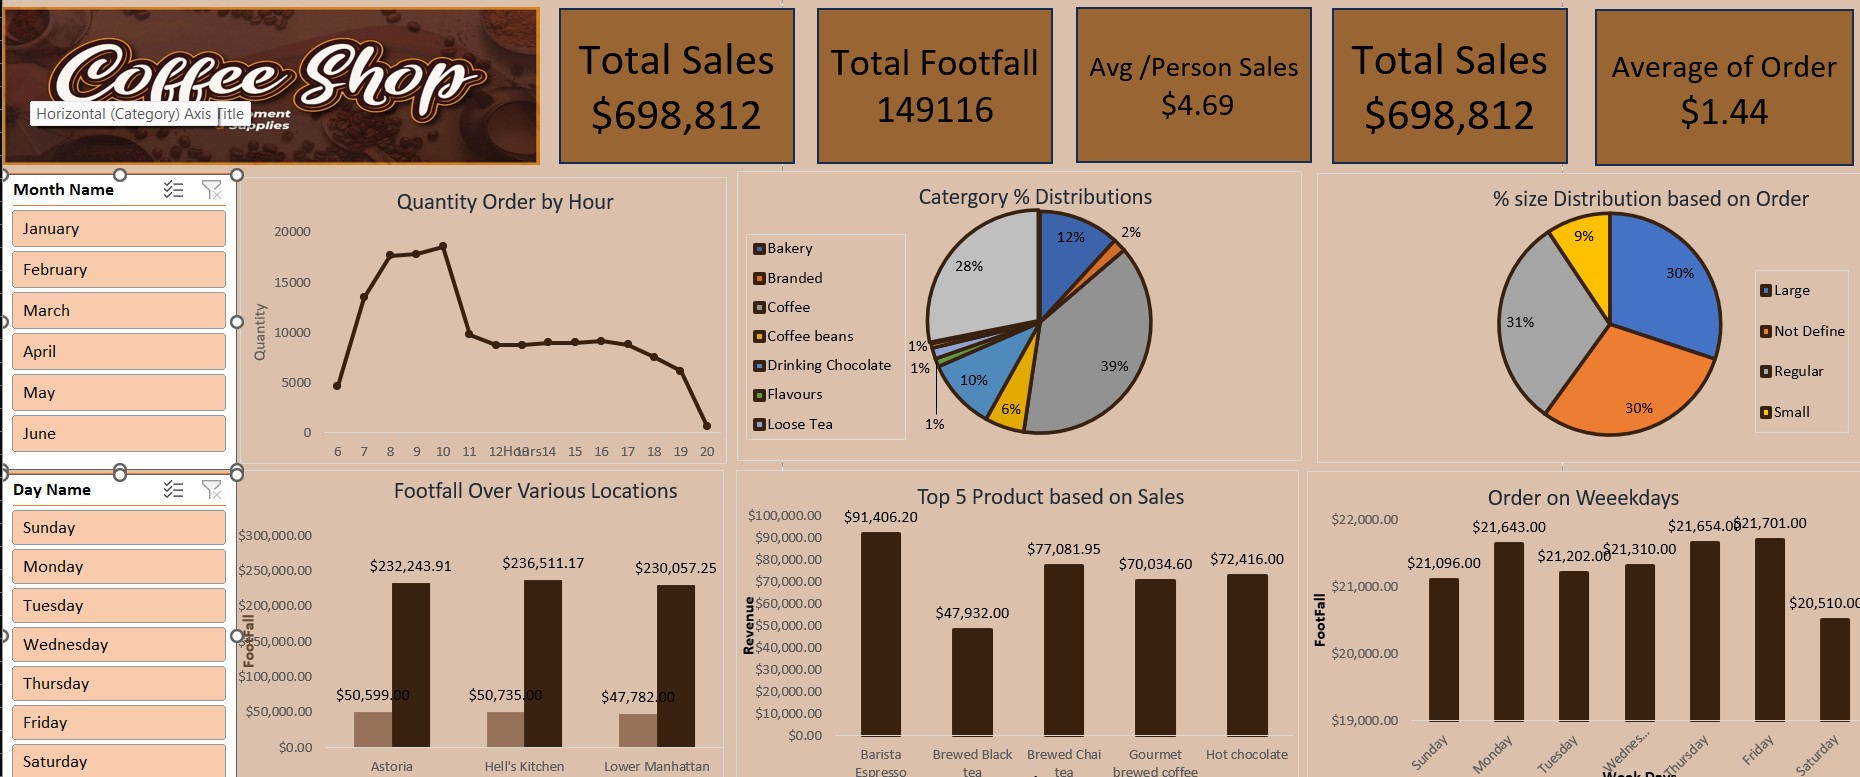 Coffee Shop
Horizontal (Category) Axis Title
ment
Supplies
Total Sales
$698,812
Total Footfall
149116
Avg /Person Sales
$4.69
Total Sales
$698,812
Average of Order
$1.44
Month Name
January
February
March
April
May
June
Day Name
Sunday
Monday
Tuesday
Wednesday
Thursday
Friday
Saturday
Quantity Order by Hour
Quantity
20000
15000
10000
5000
0
6 7 8 9 10 11 12 13 14 15 16 17 18 19 20
Hours
Catergory % Distributions
Bakery
Branded
Coffee
Coffee beans
Drinking Chocolate
Flavours
Loose Tea
12%
2%
39%
6%
10%
1%
1%
1%
28%
% size Distribution based on Order
30%
30%
31%
9%
Large
Not Define
Regular
Small
Footfall Over Various Locations
FootFall
$300,000.00
$250,000.00
$200,000.00
$150,000.00
$100,000.00
$50,000.00
$0.00
$232,243.91
$236,511.17
$230,057.25
$50,599.00
$50,735.00
$47,782.00
Astoria
Hell's Kitchen
Lower Manhattan
Top 5 Product based on Sales
Revenue
$100,000.00
$90,000.00
$80,000.00
$70,000.00
$60,000.00
$50,000.00
$40,000.00
$30,000.00
$20,000.00
$10,000.00
$0.00
$91,406.20
$47,932.00
$77,081.95
$70,034.60
$72,416.00
Barista
Espresso
Brewed Black
tea
Brewed Chai
tea
Gourmet
brewed coffee
Hot chocolate
Order on Weeekdays
FootFall
$22,000.00
$21,000.00
$20,000.00
$19,000.00
$21,096.00
$21,643.00
$21,202.00
$21,310.00
$21,654.00
$21,701.00
$20,510.00
Sunday
Monday
Tuesday
Wednes...
Thursday
Friday
Saturday
Week Days